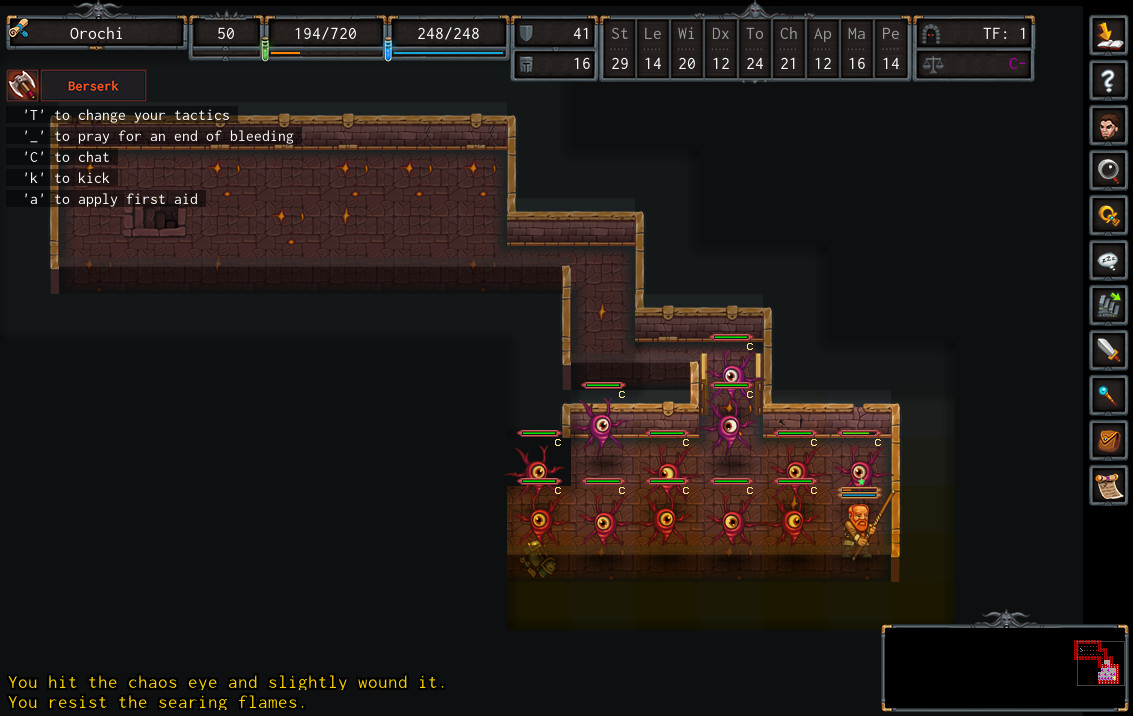 Orochi
50
194/720
248/248
41
16
St Le Wi Dx To Ch Ap Ma Pe
29 14 20 12 24 21 12 16 14
TF: 1
C-
Berserk
'T' to change your tactics
'_' to pray for an end of bleeding
'C' to chat
'k' to kick
'a' to apply first aid
C
C
C
C
C
C
C
C
C
C
C
C
You hit the chaos eye and slightly wound it.
You resist the searing flames.